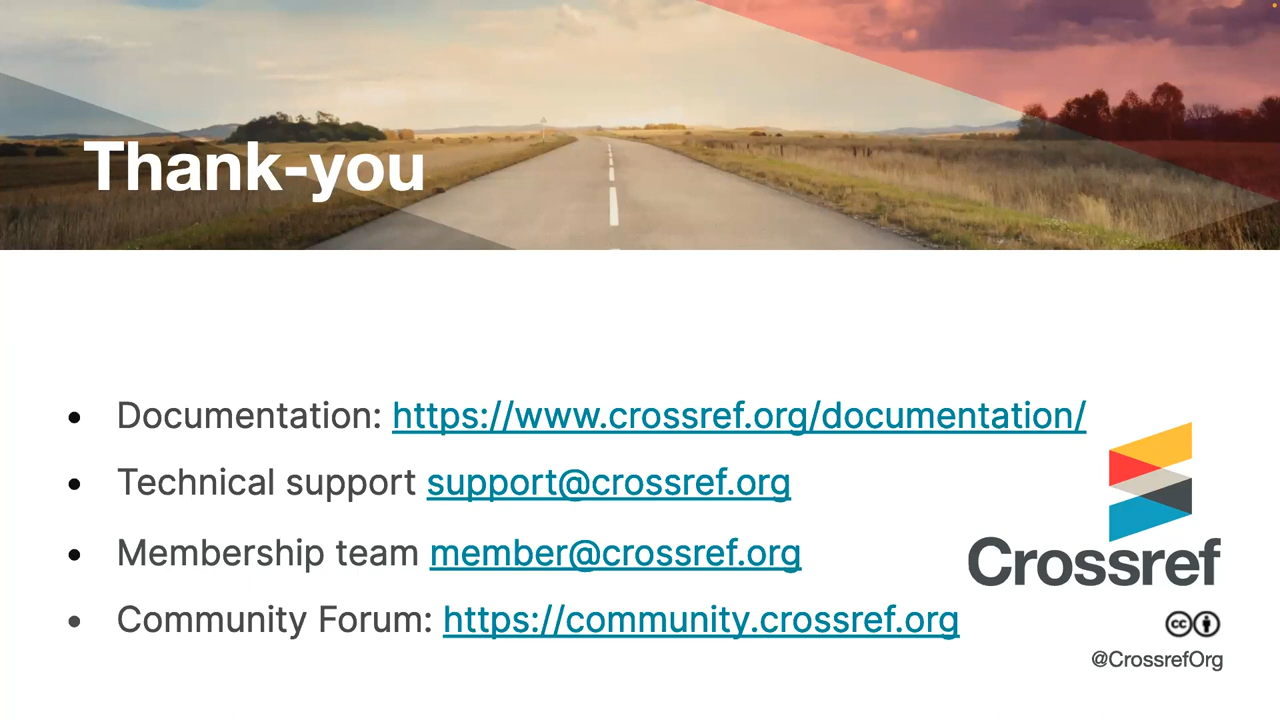 Thank-you
Documentation: https://www.crossref.org/documentation/
Technical support support@crossref.org
Membership team member@crossref.org
Community Forum: https://community.crossref.org
Crossref
cc
@CrossrefOrg